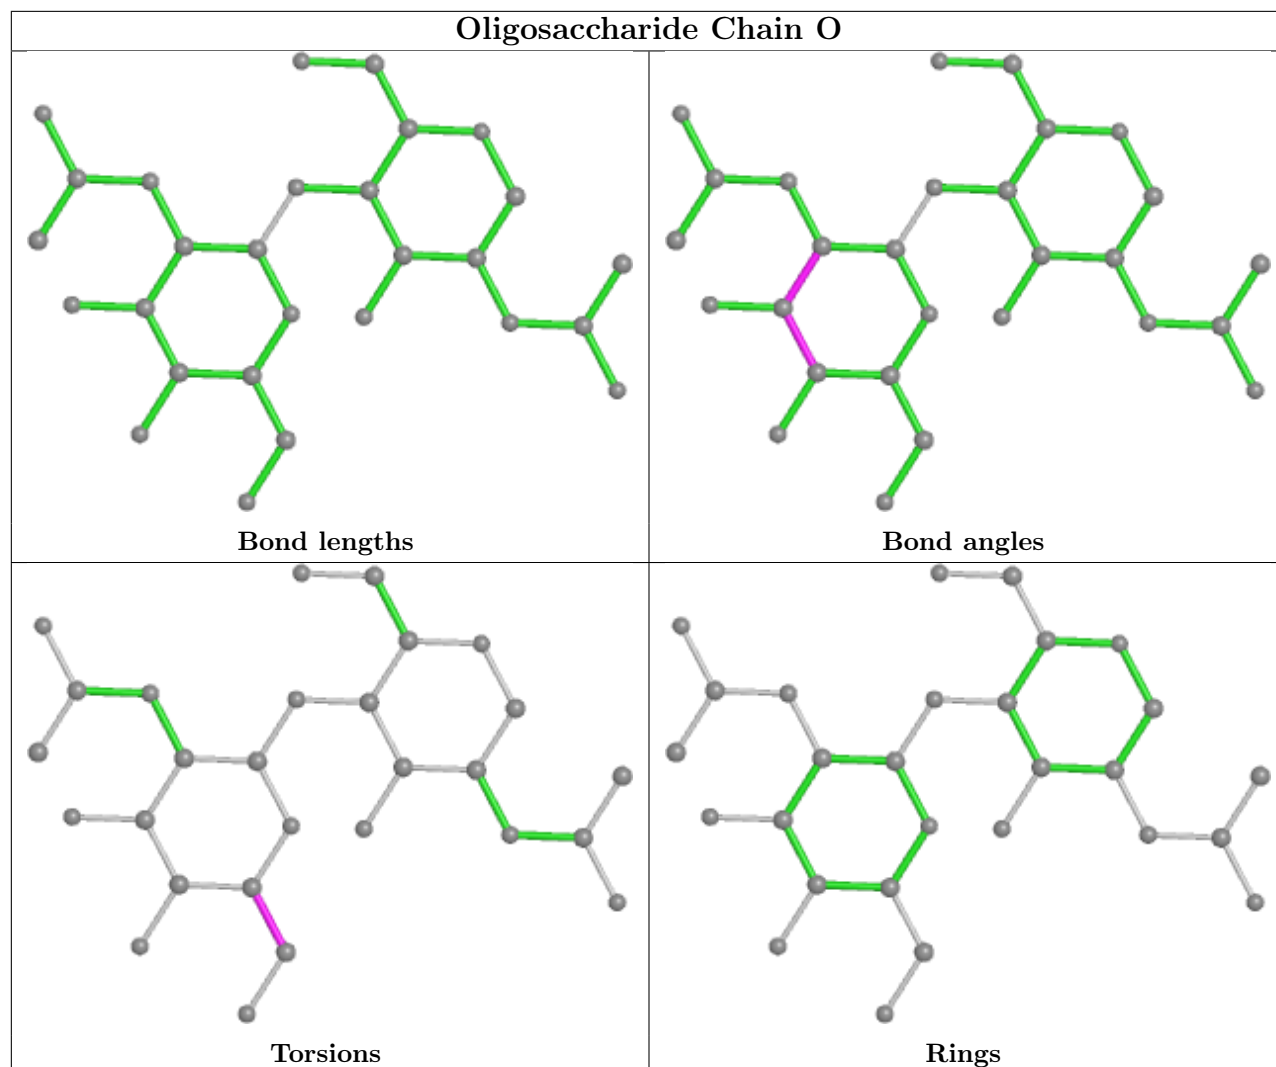 Oligosaccharide Chain O
Bond lengths
Bond angles
Torsions
Rings